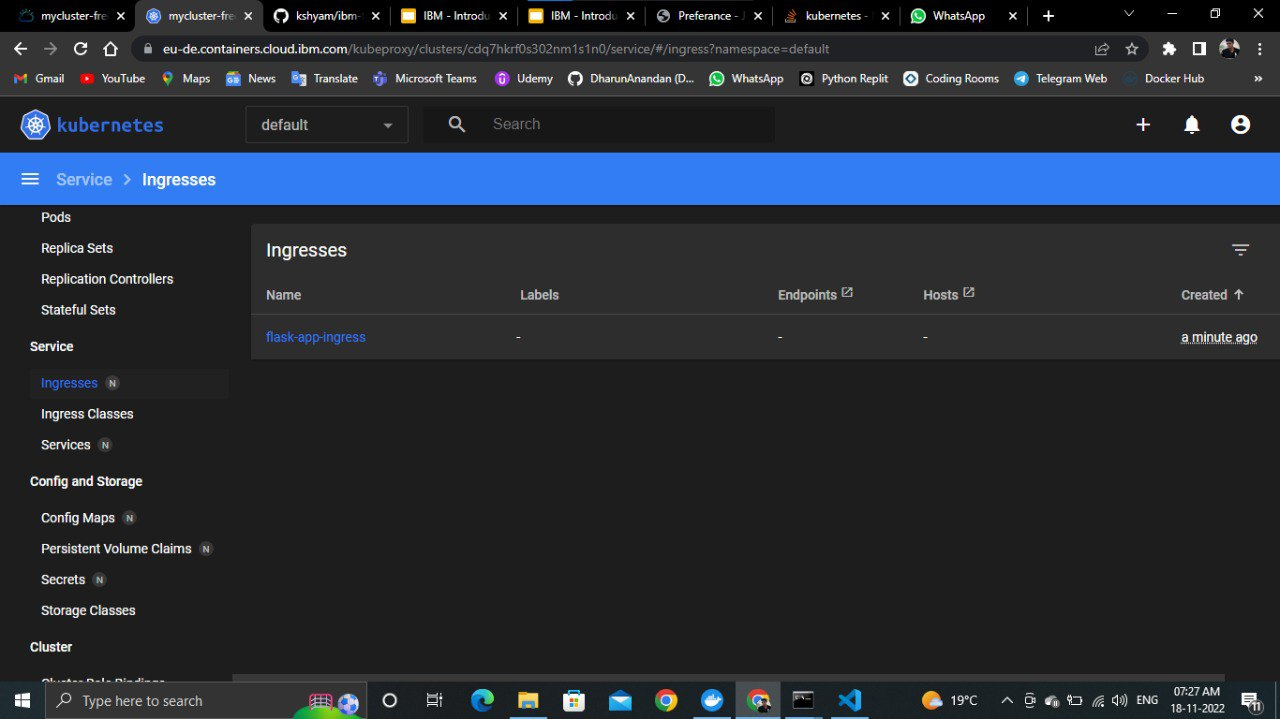 mycluster-fre
mycluster-fre
kshyam/ibm-
IBM - Introdu
IBM - Introdu
Preferance - J
kubernetes -
WhatsApp
eu-de.containers.cloud.ibm.com/kubeproxy/clusters/cdq7hkrf0s302nm1s1n0/service/#/ingress?namespace=default
Gmail
YouTube
Maps
News
Translate
Microsoft Teams
Udemy
DharunAnandan (D...
WhatsApp
Python Replit
Coding Rooms
Telegram Web
Docker Hub
»
kubernetes
default
Search
Service > Ingresses
Pods
Replica Sets
Replication Controllers
Stateful Sets
Service
Ingresses N
Ingress Classes
Services N
Config and Storage
Config Maps N
Persistent Volume Claims N
Secrets N
Storage Classes
Cluster
Cluster Role Bindings
Ingresses
Name Labels Endpoints Hosts Created
flask-app-ingress - - - a minute ago
Type here to search
19°C
ENG
07:27 AM
18-11-2022
11